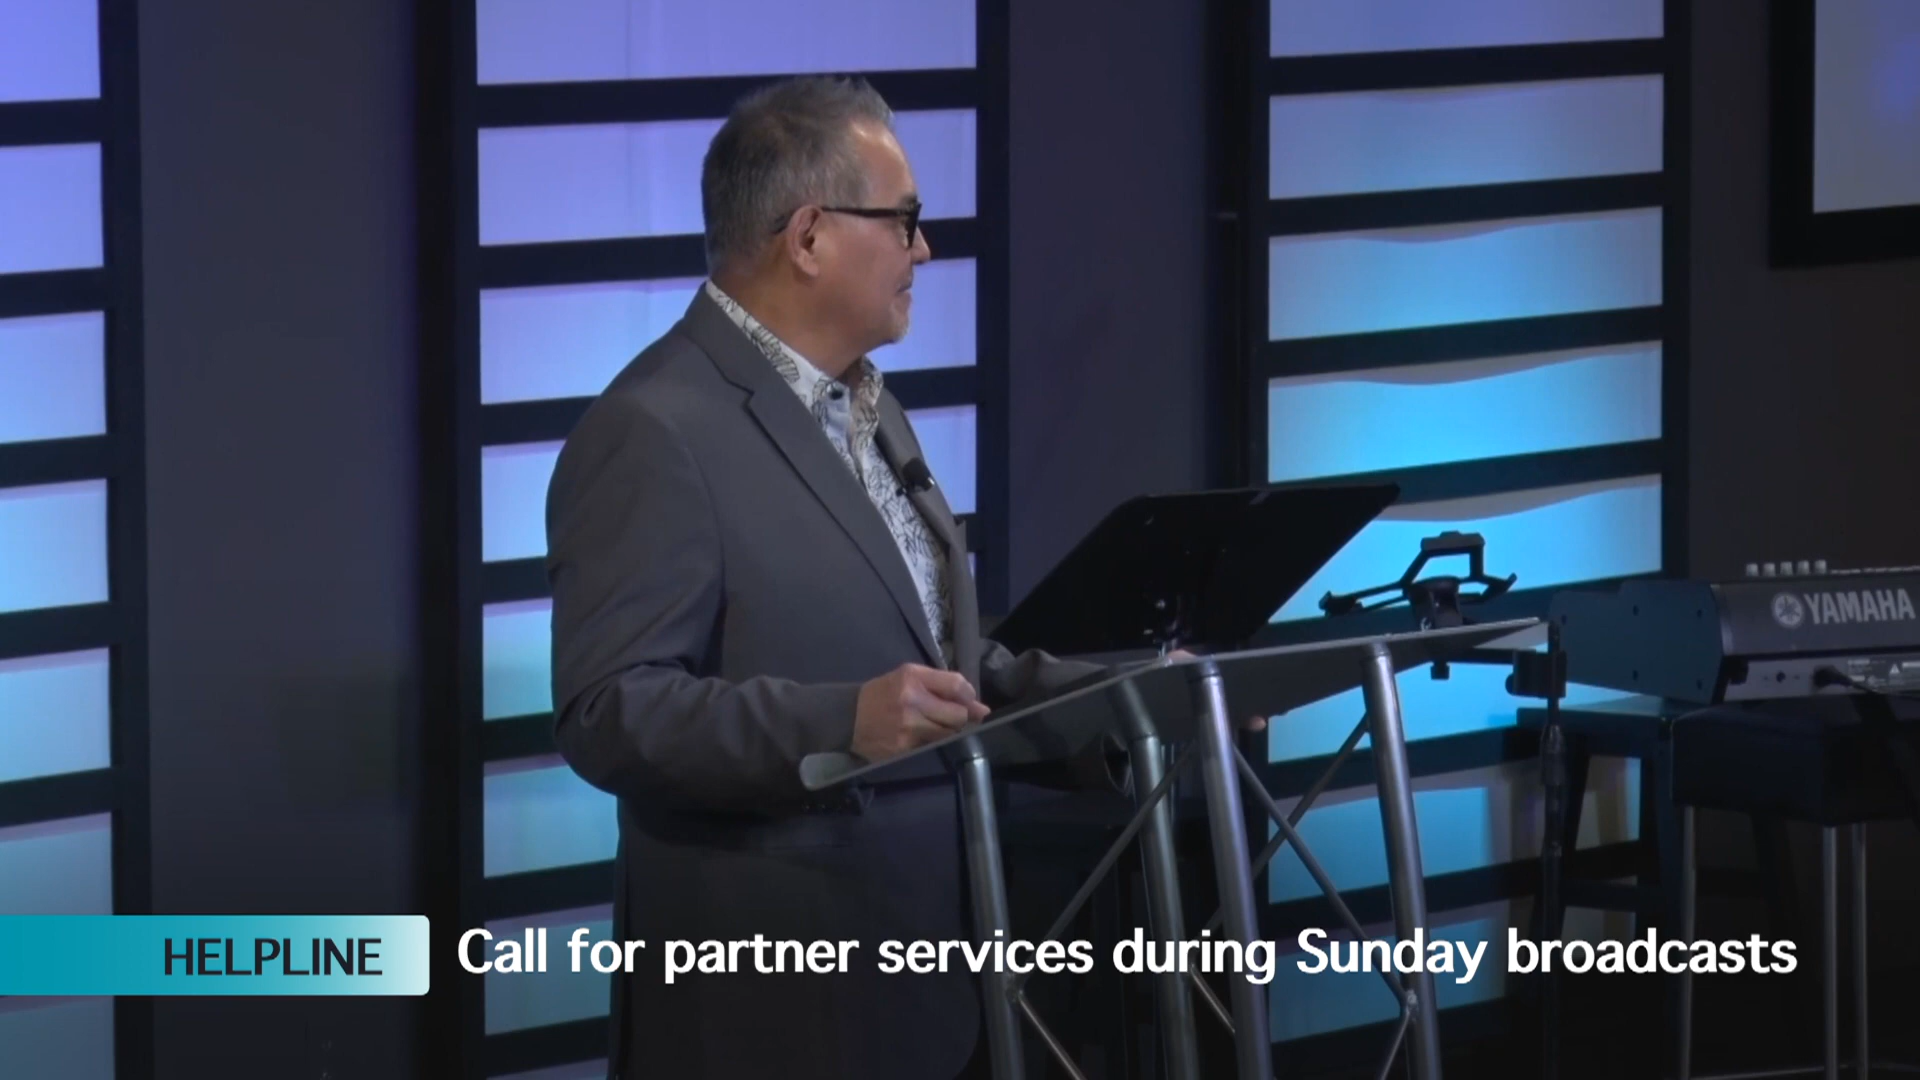 YAMAHA
HELPLINE
Call for partner services during Sunday broadcasts